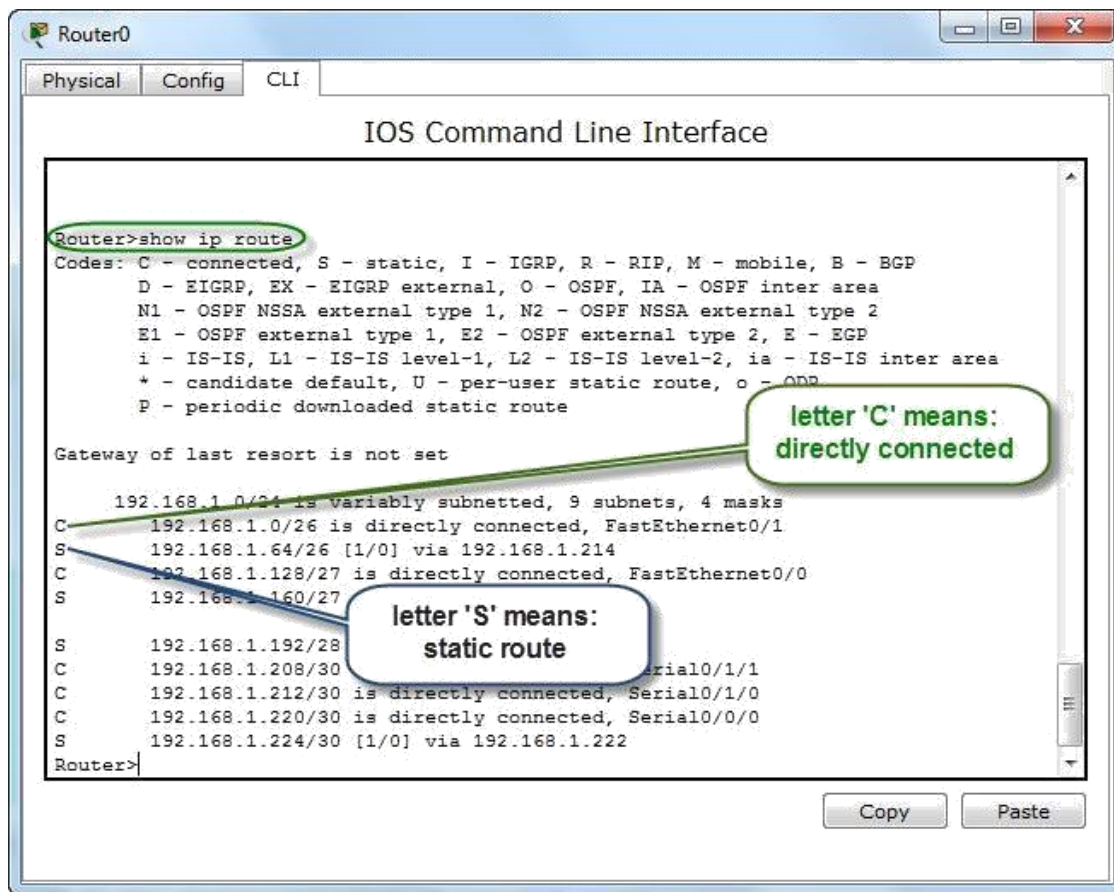 Router0
Physical Config CLI
IOS Command Line Interface
Router>show ip route
Codes: C - connected, S - static, I - IGRP, R - RIP, M - mobile, B - BGP
D - EIGRP, EX - EIGRP external, O - OSPF, IA - OSPF inter area
N1 - OSPF NSSA external type 1, N2 - OSPF NSSA external type 2
E1 - OSPF external type 1, E2 - OSPF external type 2, E - EGP
i - IS-IS, L1 - IS-IS level-1, L2 - IS-IS level-2, ia - IS-IS inter area
* - candidate default, U - per-user static route, o - ODR
P - periodic downloaded static route
letter 'C' means:
directly connected
Gateway of last resort is not set
192.168.1.0/24 is variably subnetted, 9 subnets, 4 masks
C 192.168.1.0/26 is directly connected, FastEthernet0/1
S 192.168.1.64/26 [1/0] via 192.168.1.214
C 192.168.1.128/27 is directly connected, FastEthernet0/0
S 192.168.1.160/27
letter 'S' means:
static route
S 192.168.1.192/28
C 192.168.1.208/30 Serial0/1/1
C 192.168.1.212/30 is directly connected, Serial0/1/0
C 192.168.1.220/30 is directly connected, Serial0/0/0
S 192.168.1.224/30 [1/0] via 192.168.1.222
Router>
Copy Paste